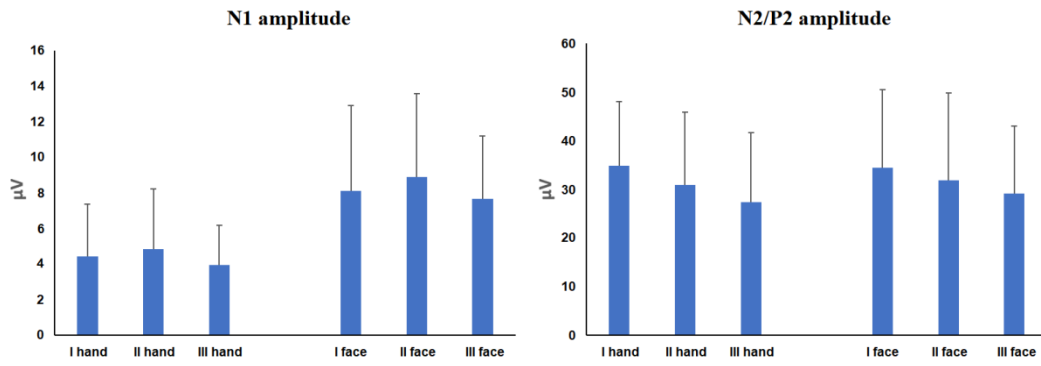 N1 amplitude
16
14
12
10
8
6
4
2
0
µV
I hand II hand III hand I face II face III face
N2/P2 amplitude
60
50
40
30
20
10
0
µV
I hand II hand III hand I face II face III face